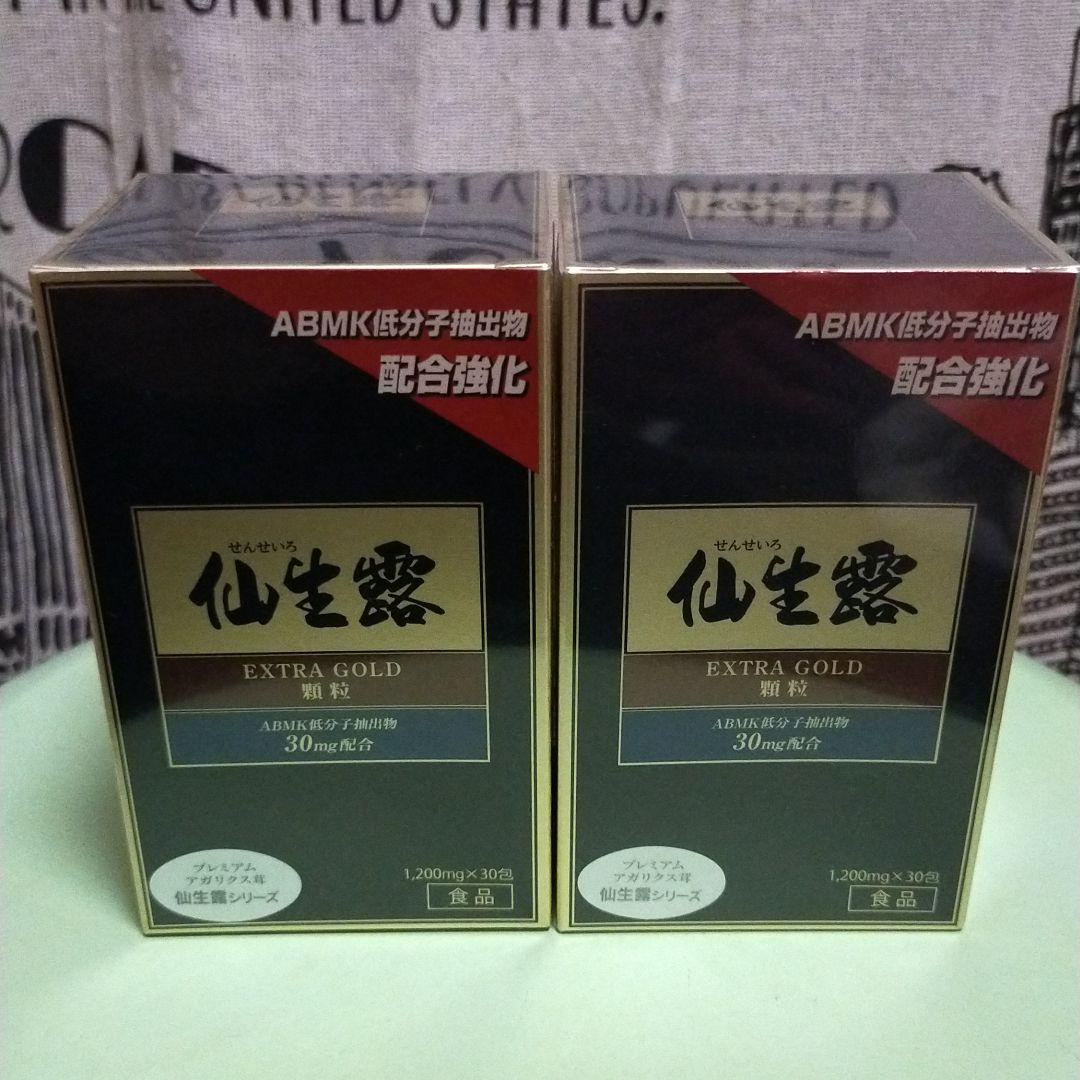 UNITED STATES.
ABMK低分子抽出物
配合強化
せんせいろ
仙生露
EXTRA GOLD
顆粒
ABMK低分子抽出物
30mg配合
プレミアム
アガリクス茸
仙生露シリーズ
1,200mg×30包
食品
ABMK低分子抽出物
配合強化
せんせいろ
仙生露
EXTRA GOLD
顆粒
ABMK低分子抽出物
30mg配合
プレミアム
アガリクス茸
仙生露シリーズ
1,200mg×30包
食品